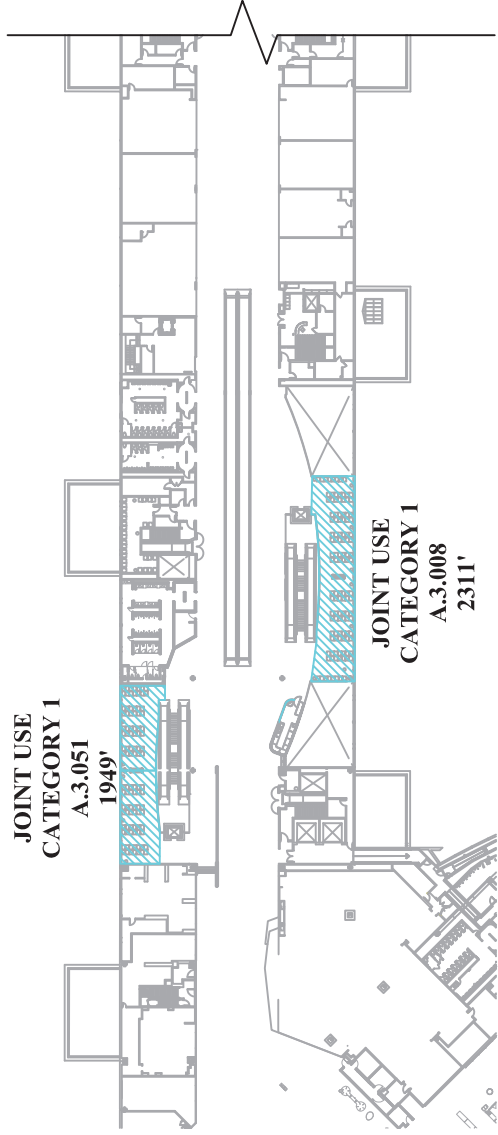 JOINT USE
CATEGORY 1
A.3.008
2311'
JOINT USE
CATEGORY 1
A.3.051
1949'